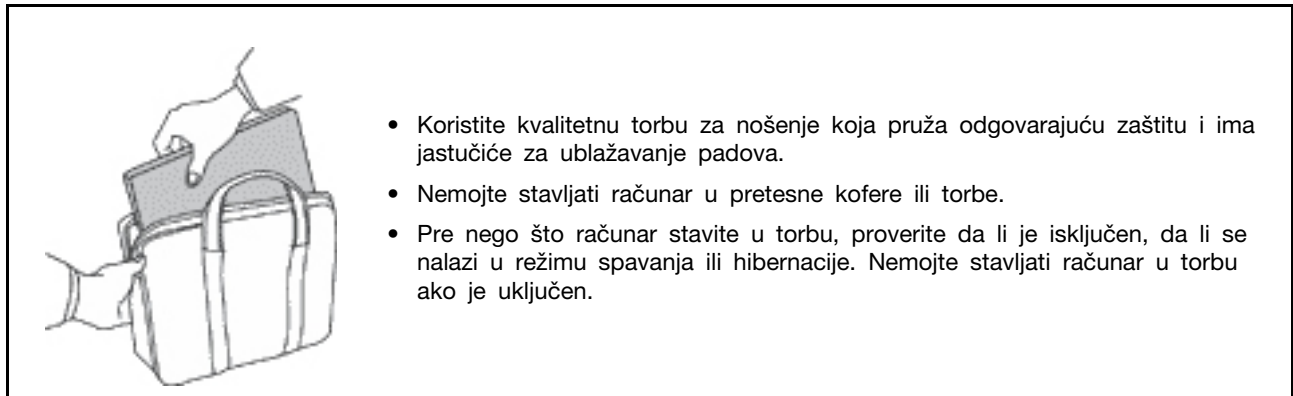 • Koristite kvalitetnu torbu za nošenje koja pruža odgovarajuću zaštitu i ima
jastučiće za ublažavanje padova.
• Nemojte stavljati računar u pretesne kofere ili torbe.
• Pre nego što računar stavite u torbu, proverite da li je isključen, da li se
nalazi u režimu spavanja ili hibernacije. Nemojte stavljati računar u torbu
ako je uključen.